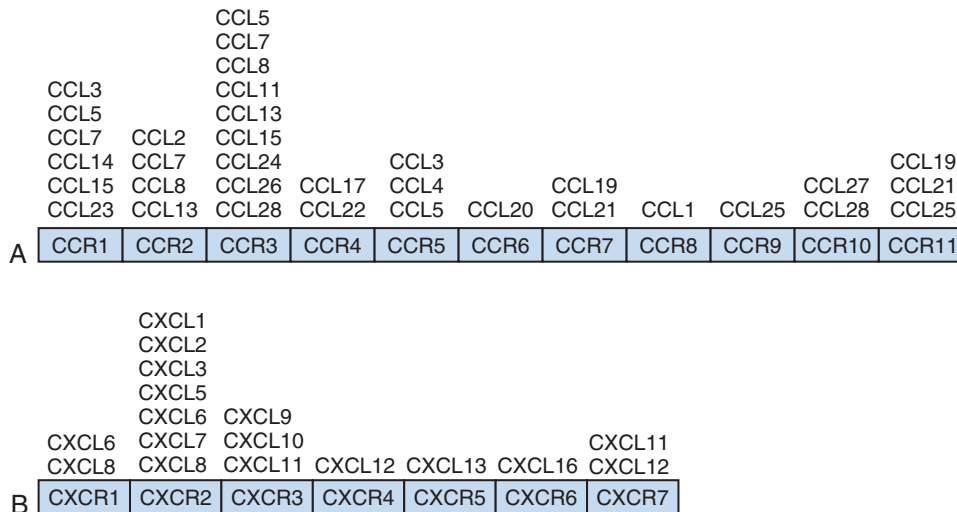 CCL5
CCL7
CCL8
CCL3 CCL11
CCL5 CCL13
CCL7 CCL2 CCL15
CCL14 CCL7 CCL24 CCL3 CCL19
CCL15 CCL8 CCL26 CCL17 CCL4 CCL19 CCL27 CCL21
CCL23 CCL13 CCL28 CCL22 CCL5 CCL20 CCL21 CCL1 CCL25 CCL28 CCL25
A CCR1 CCR2 CCR3 CCR4 CCR5 CCR6 CCR7 CCR8 CCR9 CCR10 CCR11
CXCL1
CXCL2
CXCL3
CXCL5
CXCL6 CXCL9
CXCL6 CXCL7 CXCL10 CXCL11
CXCL8 CXCL8 CXCL11 CXCL12 CXCL13 CXCL16 CXCL12
B CXCR1 CXCR2 CXCR3 CXCR4 CXCR5 CXCR6 CXCR7